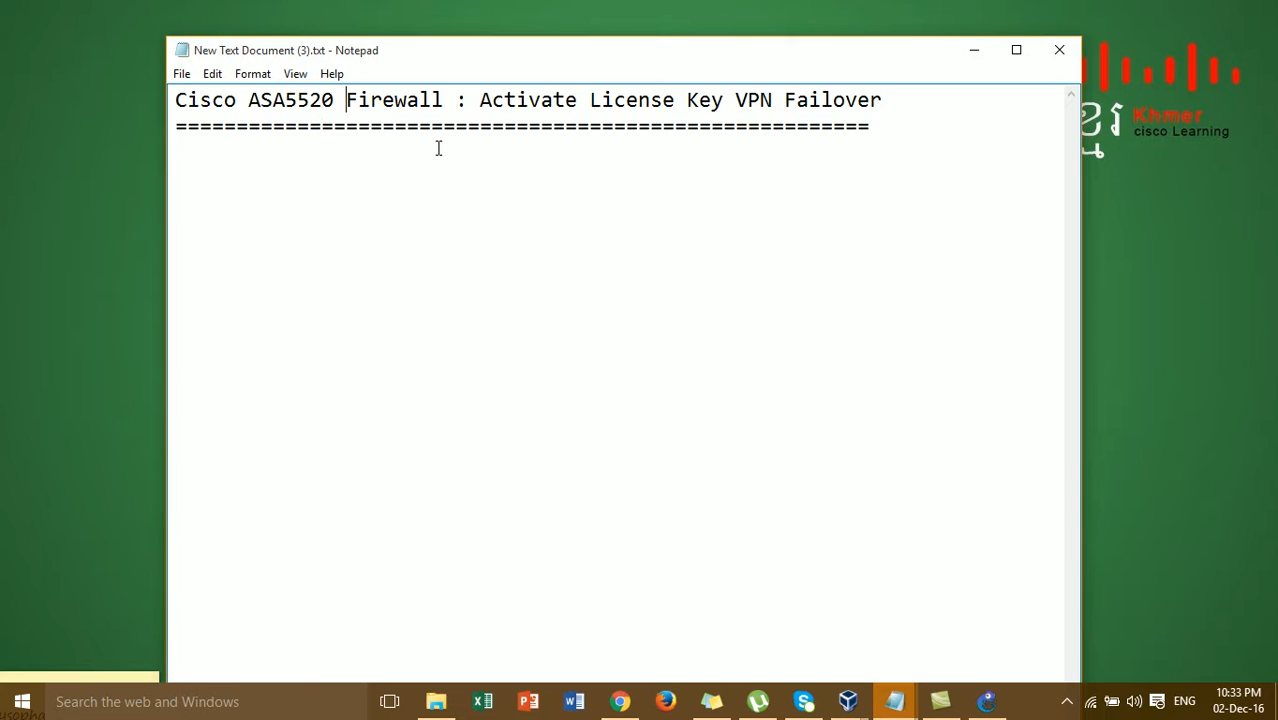 New Text Document (3).txt - Notepad
File Edit Format View Help
Cisco ASA5520 Firewall : Activate License Key VPN Failover
=========================================================
Khmer
cisco Learning
Search the web and Windows
ENG
10:33 PM
02-Dec-16